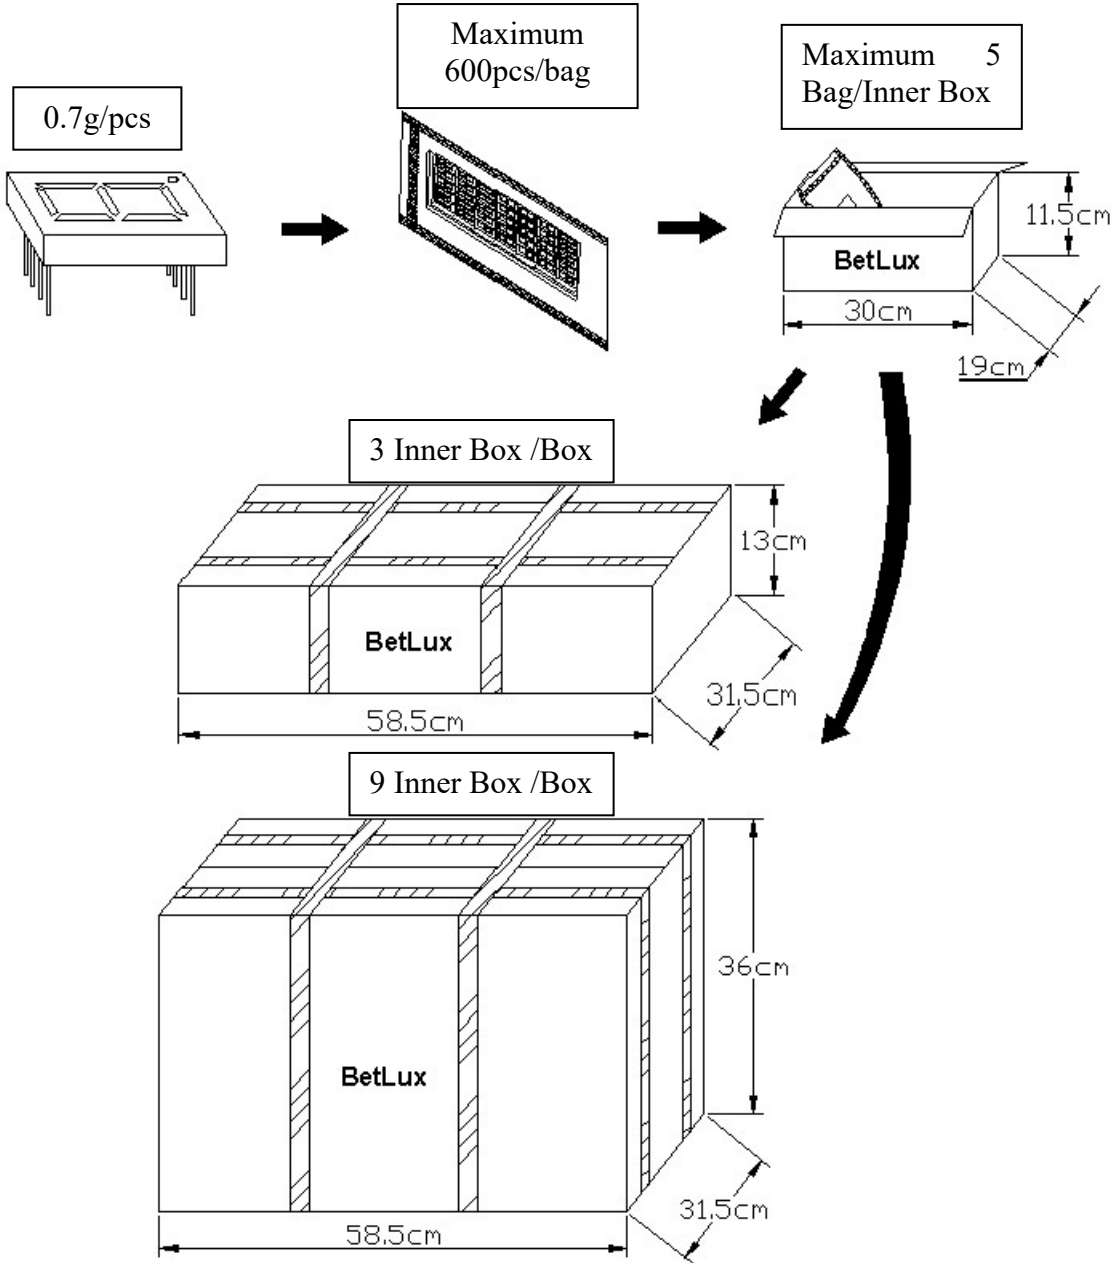 0.7g/pcs
Maximum
600pcs/bag
Maximum 5
Bag/Inner Box
BetLux
11.5cm
30cm
19cm
3 Inner Box /Box
BetLux
13cm
31.5cm
58.5cm
9 Inner Box /Box
BetLux
36cm
31.5cm
58.5cm